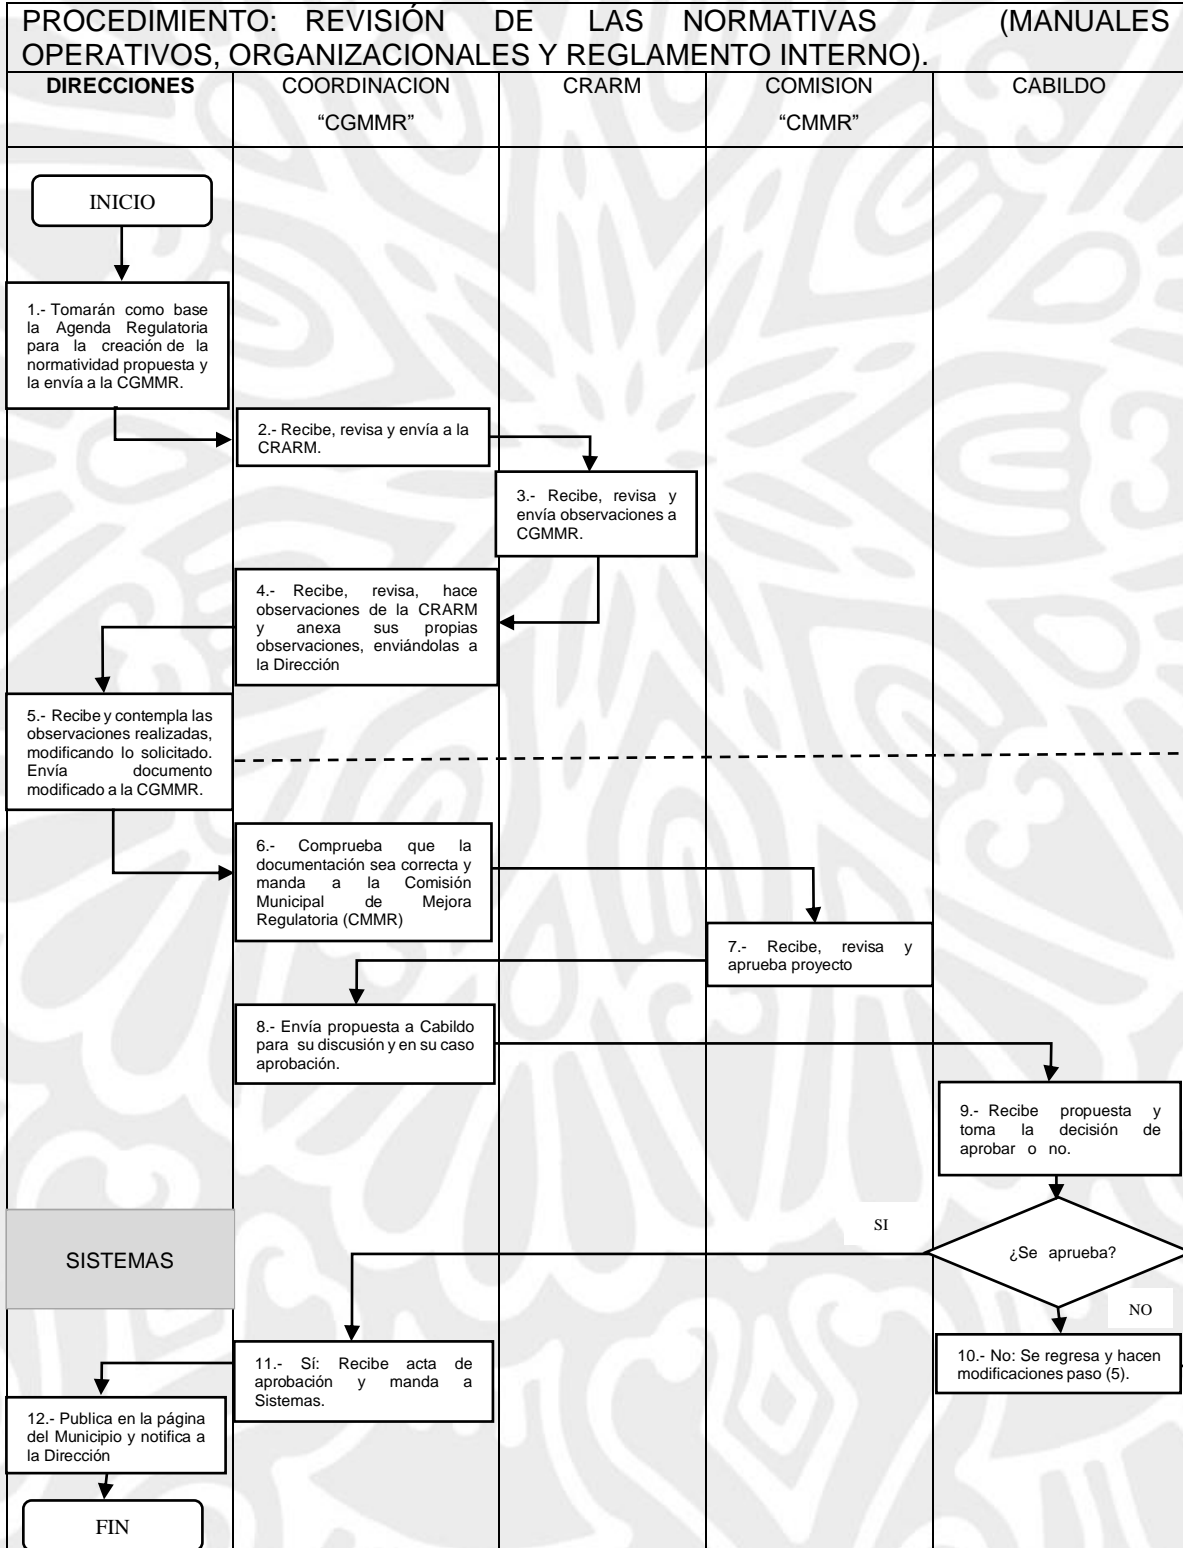 PROCEDIMIENTO: REVISIÓN DE LAS NORMATIVAS (MANUALES
OPERATIVOS, ORGANIZACIONALES Y REGLAMENTO INTERNO).
DIRECCIONES
COORDINACION
"CGMMR"
CRARM
COMISION
"CMMR"
CABILDO
INICIO
1.- Tomarán como base
la Agenda Regulatoria
para la creación de la
normatividad propuesta y
la envía a la CGMMR.
2.- Recibe, revisa y envía a la
CRARM.
3.- Recibe, revisa y
envía observaciones a
CGMMR.
4.- Recibe, revisa, hace
observaciones de la CRARM
y anexa sus propias
observaciones, enviándolas a
la Dirección
5.- Recibe y contempla las
observaciones realizadas,
modificando lo solicitado.
Envía documento
modificado a la CGMMR.
6.- Comprueba que la
documentación sea correcta y
manda a la Comisión
Municipal de Mejora
Regulatoria (CMMR)
7.- Recibe, revisa y
aprueba proyecto
8.- Envía propuesta a Cabildo
para su discusión y en su caso
aprobación.
9.- Recibe propuesta y
toma la decisión de
aprobar o no.
SI
¿Se aprueba?
NO
SISTEMAS
10.- No: Se regresa y hacen
modificaciones paso (5).
11.- Sí: Recibe acta de
aprobación y manda a
Sistemas.
12.- Publica en la página
del Municipio y notifica a
la Dirección
FIN